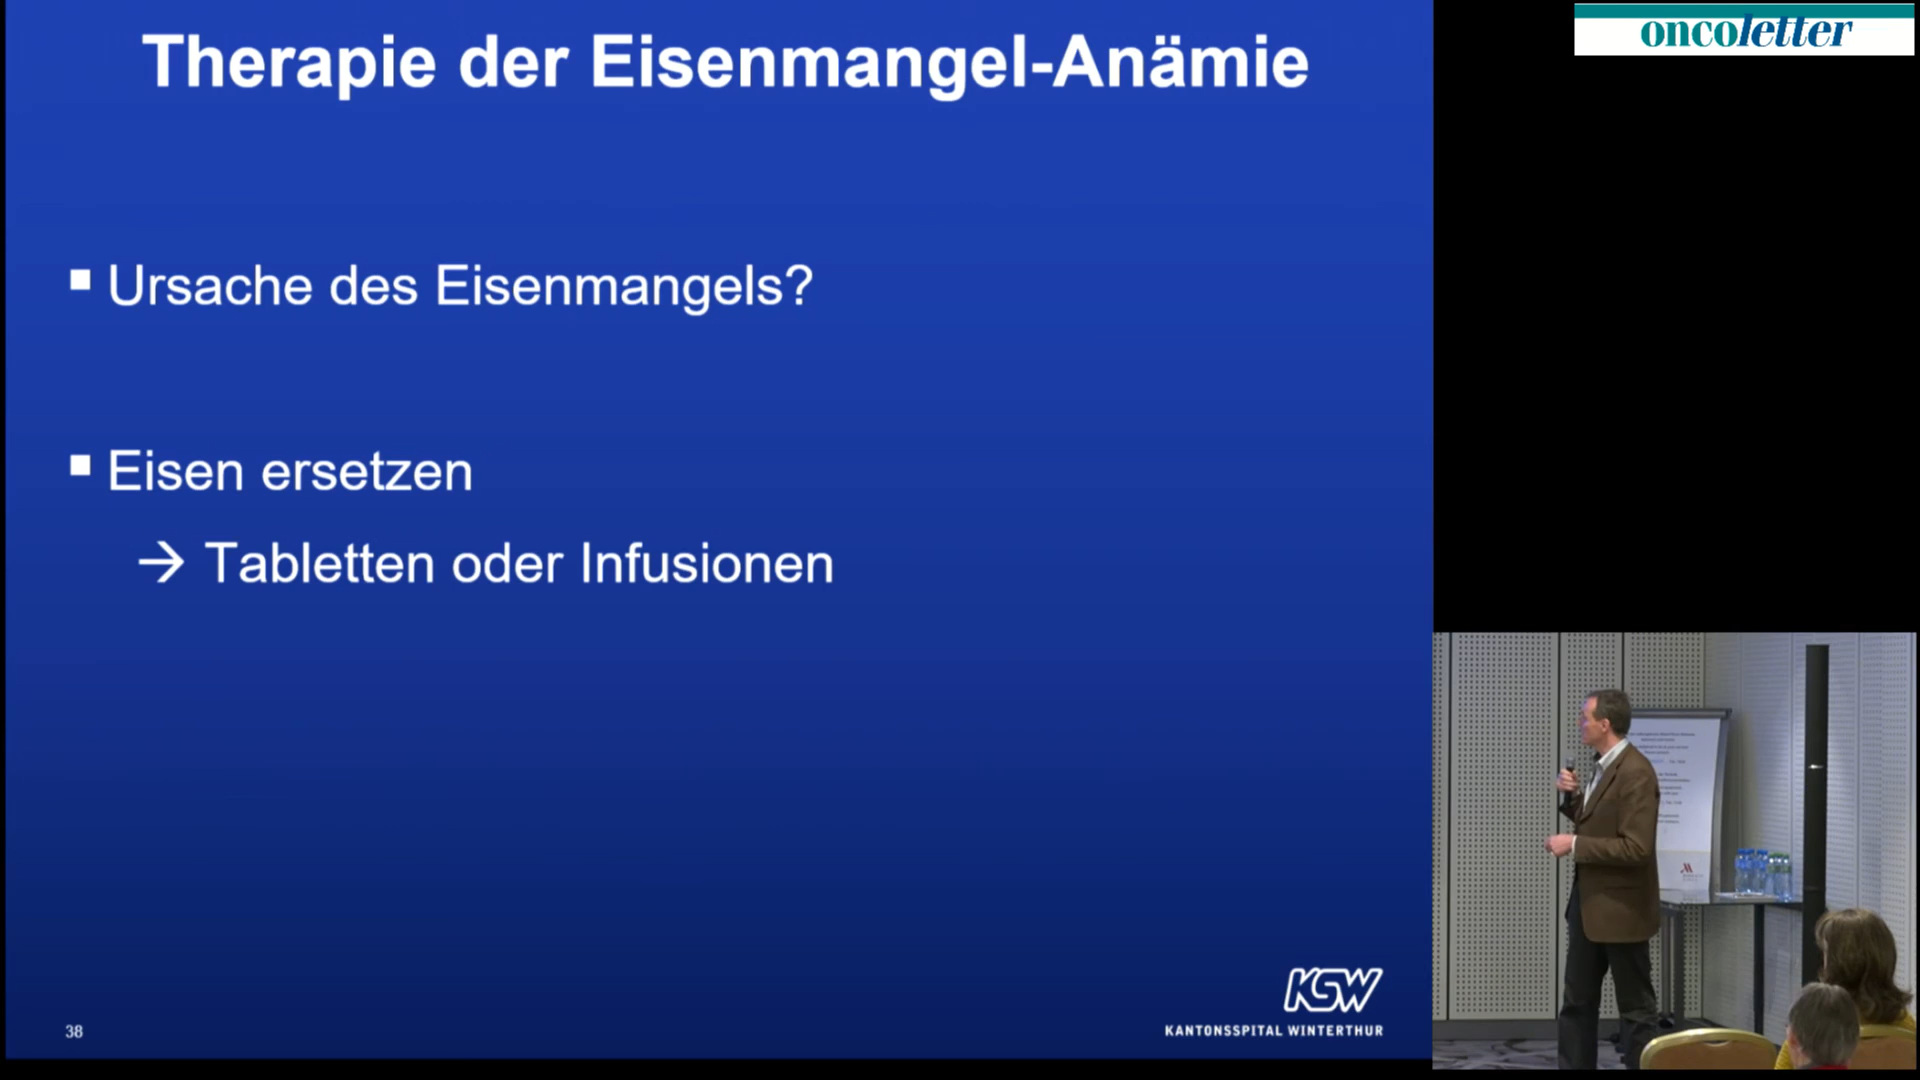 Therapie der Eisenmangel-Anämie
oncoletter
▪ Ursache des Eisenmangels?
▪ Eisen ersetzen
→ Tabletten oder Infusionen
KSW
KANTONSSPITAL WINTERTHUR
38